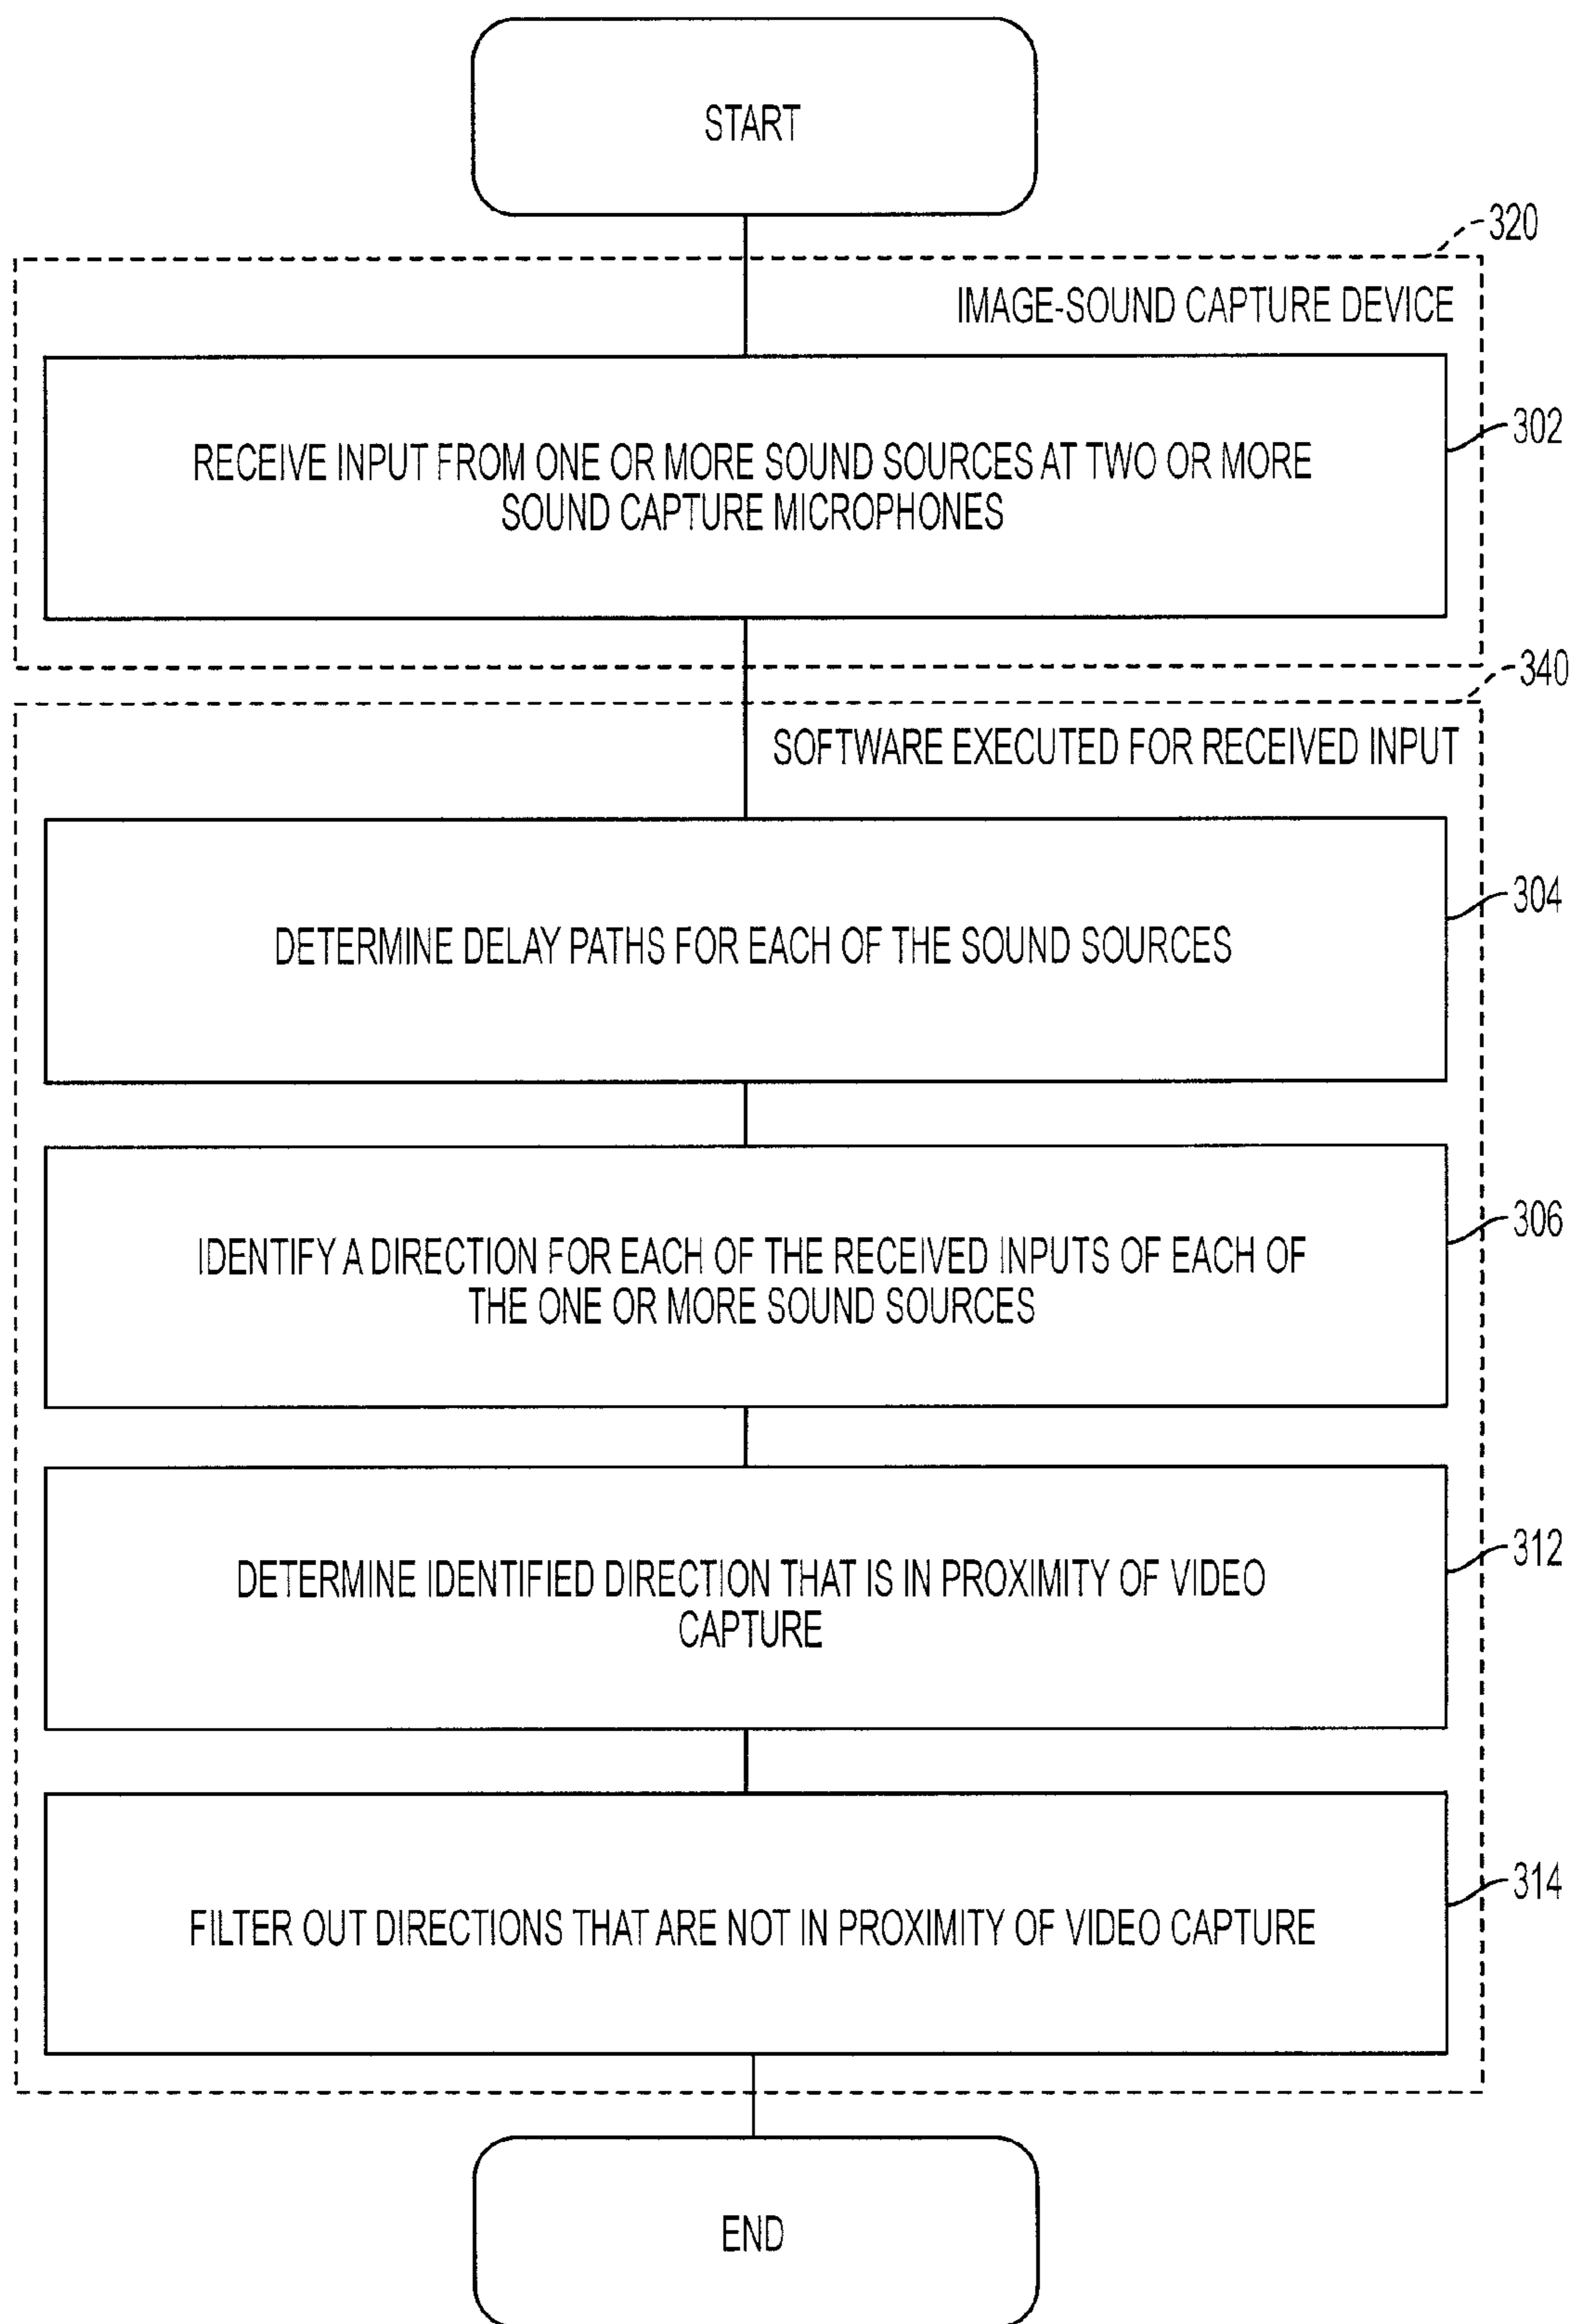 START
320
IMAGE-SOUND CAPTURE DEVICE
302
RECEIVE INPUT FROM ONE OR MORE SOUND SOURCES AT TWO OR MORE
SOUND CAPTURE MICROPHONES
340
SOFTWARE EXECUTED FOR RECEIVED INPUT
304
DETERMINE DELAY PATHS FOR EACH OF THE SOUND SOURCES
306
IDENTIFY A DIRECTION FOR EACH OF THE RECEIVED INPUTS OF EACH OF
THE ONE OR MORE SOUND SOURCES
312
DETERMINE IDENTIFIED DIRECTION THAT IS IN PROXIMITY OF VIDEO
CAPTURE
314
FILTER OUT DIRECTIONS THAT ARE NOT IN PROXIMITY OF VIDEO CAPTURE
END